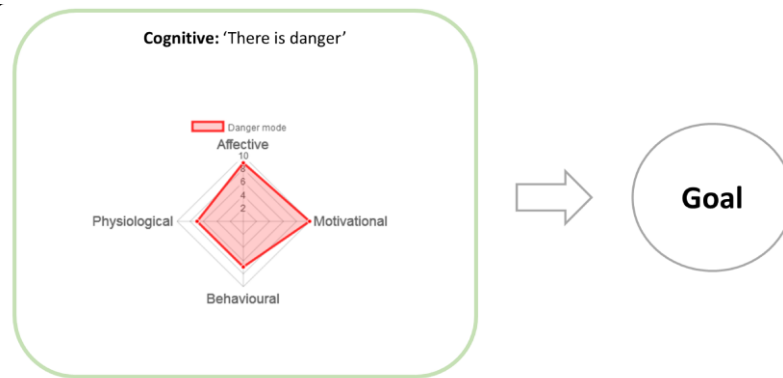 Cognitive: ‘There is danger’
Danger mode
Affective
10
8
6
4
2
Physiological
Motivational
Behavioural
Goal